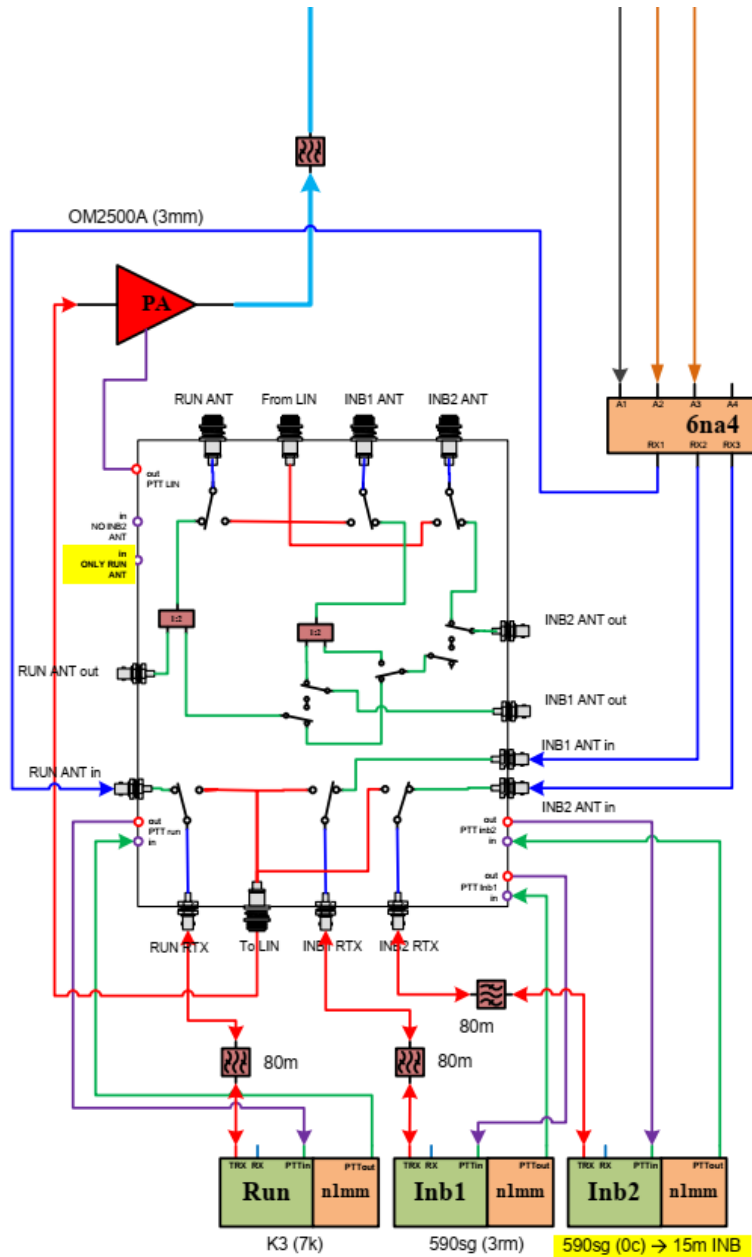 OM2500A (3mm)
PA
A1
A2
A3
A4
6na4
RX1
RX2
RX3
RUN ANT
From LIN
INB1 ANT
INB2 ANT
out
PTT LIN
in
NO INB2
ANT
in
ONLY RUN
ANT
1:2
1:2
INB2 ANT out
RUN ANT out
INB1 ANT out
INB1 ANT in
RUN ANT in
INB2 ANT in
out
PTT run
in
out
PTT inb2
in
out
PTT Inb1
in
RUN RTX
To LIN
INB1 RTX
INB2 RTX
80m
80m
80m
TRX
RX
PTTin
PTTout
Run
n1mm
TRX
RX
PTTin
PTTout
Inb1
n1mm
TRX
RX
PTTin
PTTout
Inb2
n1mm
K3 (7k)
590sg (3rm)
590sg (0c) → 15m INB